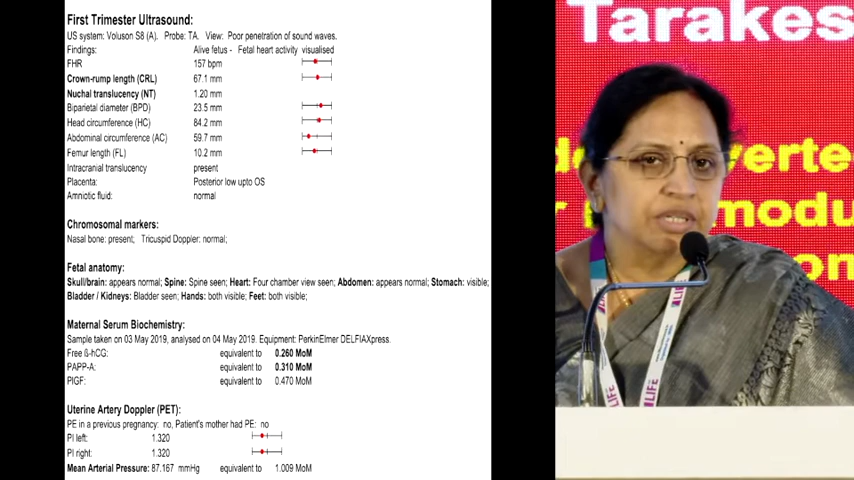 First Trimester Ultrasound:
US system: Voluson S8 (A). Probe: TA. View: Poor penetration of sound waves.
Findings: Alive fetus - Fetal heart activity visualised
FHR 157 bpm
Crown-rump length (CRL) 67.1 mm
Nuchal translucency (NT) 1.20 mm
Biparietal diameter (BPD) 23.5 mm
Head circumference (HC) 84.2 mm
Abdominal circumference (AC) 59.7 mm
Femur length (FL) 10.2 mm
Intracranial translucency present
Placenta: Posterior low upto OS
Amniotic fluid: normal
Chromosomal markers:
Nasal bone: present; Tricuspid Doppler: normal;
Fetal anatomy:
Skull/brain: appears normal; Spine: Spine seen; Heart: Four chamber view seen; Abdomen: appears normal; Stomach: visible;
Bladder / Kidneys: Bladder seen; Hands: both visible; Feet: both visible;
Maternal Serum Biochemistry:
Sample taken on 03 May 2019, analysed on 04 May 2019. Equipment: PerkinElmer DELFIAXpress.
Free ß-hCG: equivalent to 0.260 MoM
PAPP-A: equivalent to 0.310 MoM
PlGF: equivalent to 0.470 MoM
Uterine Artery Doppler (PET):
PE in a previous pregnancy: no, Patient's mother had PE: no
PI left: 1.320
PI right: 1.320
Mean Arterial Pressure: 87.167 mmHg equivalent to 1.009 MoM
Tarakes
verte
modu
on
LIFE
LIFE